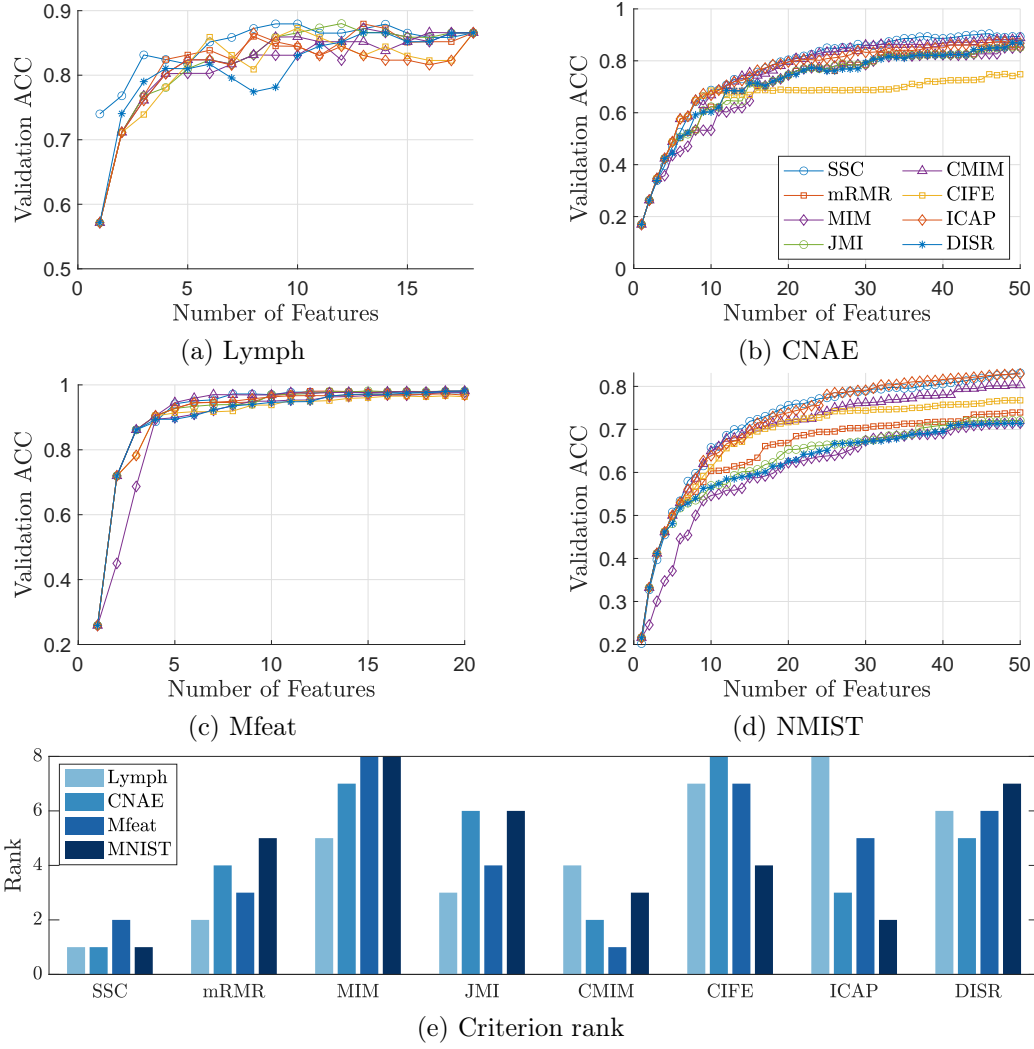 0.9
0.8
0.7
0.6
0.5
Validation ACC
0 5 10 15
Number of Features
(a) Lymph
1
0.8
0.6
0.4
0.2
0
Validation ACC
SSC CMIM
mRMR CIFE
MIM ICAP
JMI DISR
0 10 20 30 40 50
Number of Features
(b) CNAE
1
0.8
0.6
0.4
0.2
Validation ACC
0 5 10 15 20
Number of Features
(c) Mfeat
0.8
0.7
0.6
0.5
0.4
0.3
0.2
Validation ACC
0 10 20 30 40 50
Number of Features
(d) NMIST
8
6
4
2
0
Rank
Lymph
CNAE
Mfeat
MNIST
SSC mRMR MIM JMI CMIM CIFE ICAP DISR
(e) Criterion rank